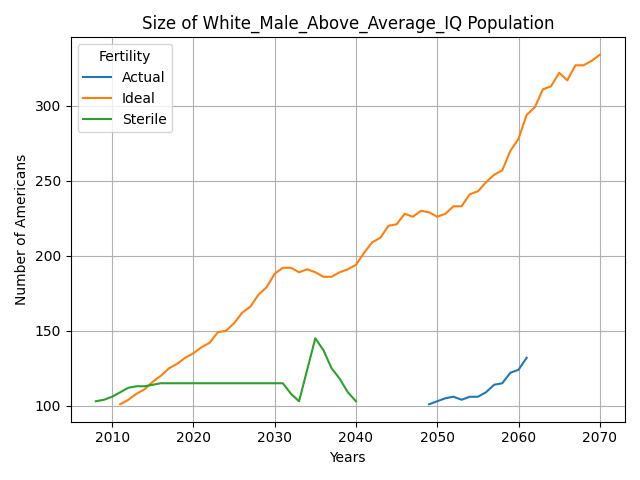 Size of White_Male_Above_Average_IQ Population
Fertility
Actual
Ideal
Sterile
Number of Americans
300
250
200
150
100
2010 2020 2030 2040 2050 2060 2070
Years